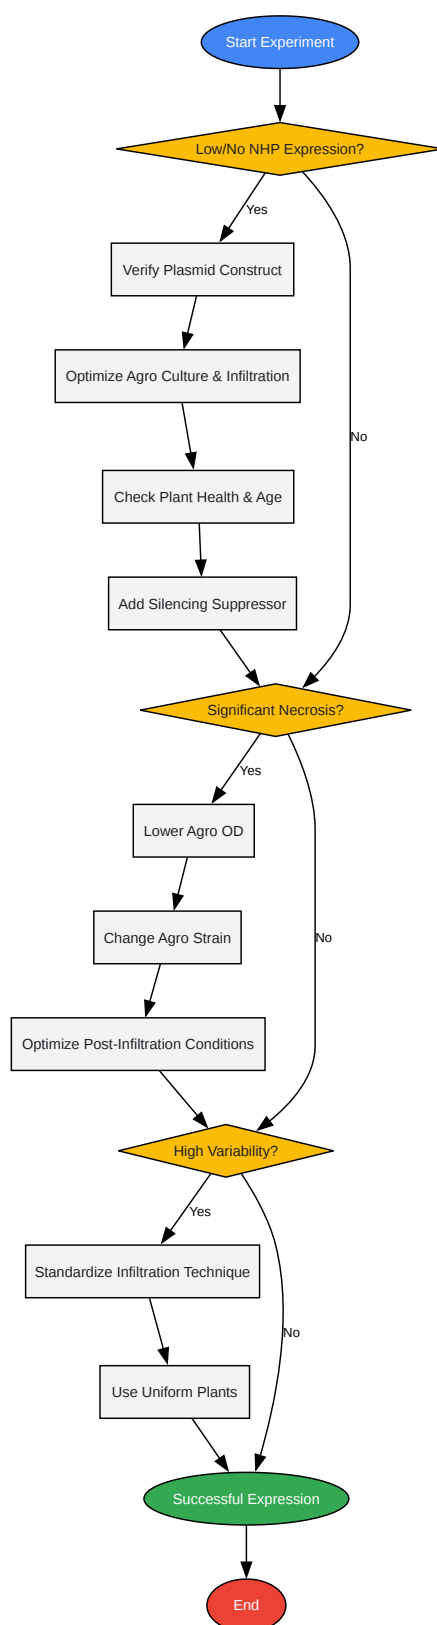 Start Experiment
Low/No NHP Expression?
Yes
Verify Plasmid Construct
Optimize Agro Culture & Infiltration
No
Check Plant Health & Age
Add Silencing Suppressor
Significant Necrosis?
Yes
Lower Agro OD
Change Agro Strain
No
Optimize Post-Infiltration Conditions
High Variability?
Yes
Standardize Infiltration Technique
No
Use Uniform Plants
Successful Expression
End